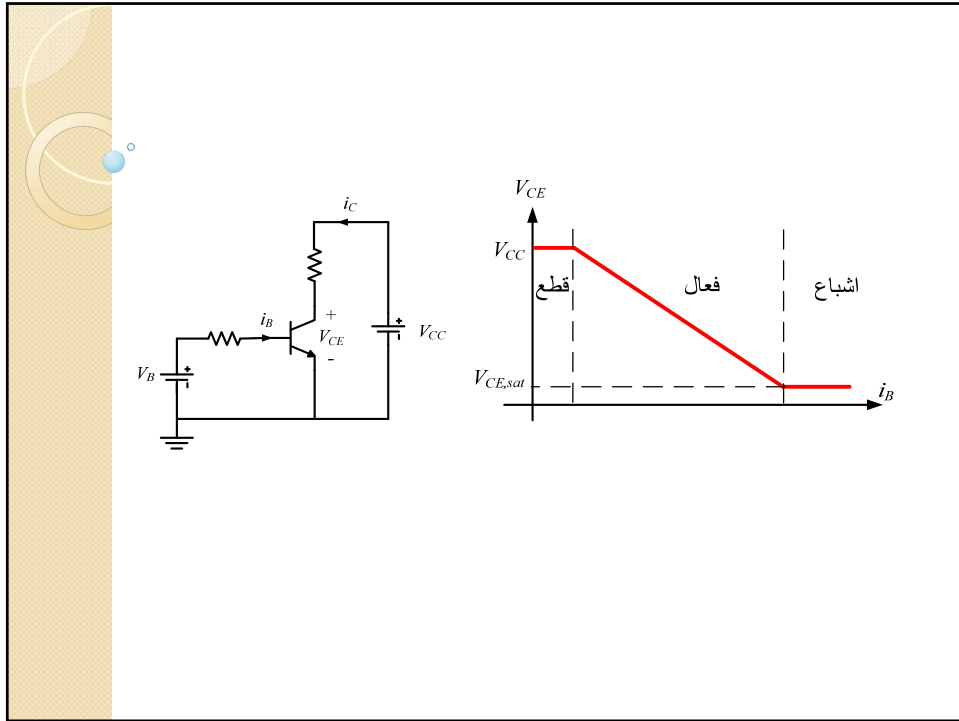 i_C
i_B
+
V_CE
-
V_B
V_CC
V_CE
V_CC
قطع
فعال
اشباع
V_CE,sat
i_B